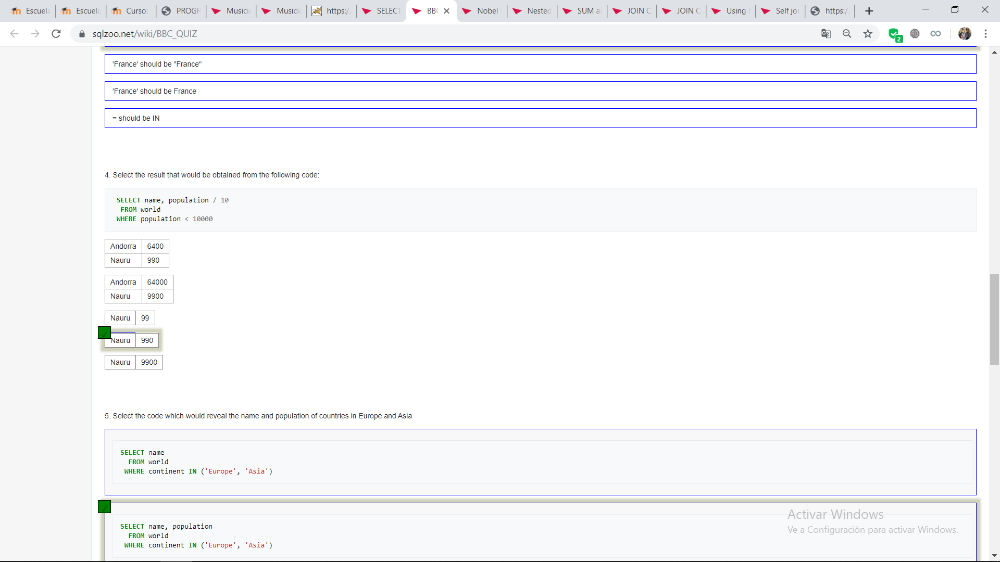 Escuela
Escuela
Curso:
PROGR
Musicia
Musicia
https:/
SELECT
BBC
Nobel
Nested
SUM a
JOIN C
JOIN C
Using
Self joi
https:/
sqlzoo.net/wiki/BBC_QUIZ
2
'France' should be "France"
'France' should be France
= should be IN
4. Select the result that would be obtained from the following code:
SELECT name, population / 10
FROM world
WHERE population < 10000
Andorra 6400
Nauru 990
Andorra 64000
Nauru 9900
Nauru 99
Nauru 990
Nauru 9900
5. Select the code which would reveal the name and population of countries in Europe and Asia
SELECT name
FROM world
WHERE continent IN ('Europe', 'Asia')
SELECT name, population
FROM world
WHERE continent IN ('Europe', 'Asia')
Activar Windows
Ve a Configuración para activar Windows.